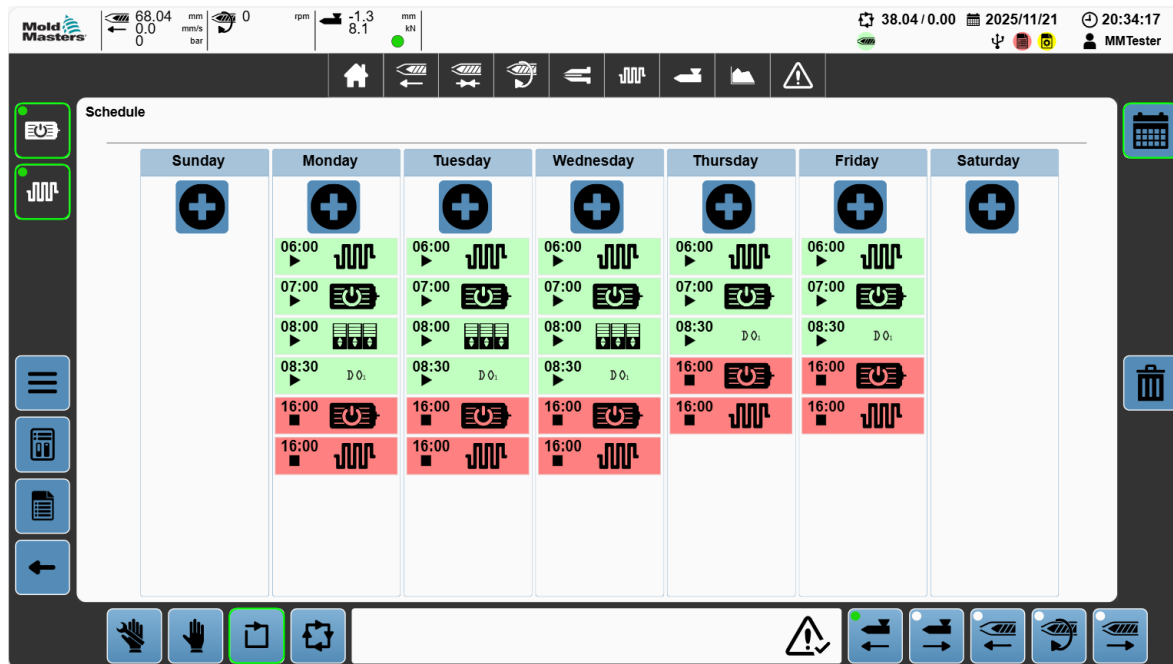 Mold
Masters
68.04 mm
0.0 mm/s
0 bar
0 rpm
-1.3 mm
8.1 kN
38.04 / 0.00
2025/11/21
20:34:17
MMTester
Schedule
Sunday Monday Tuesday Wednesday Thursday Friday Saturday
06:00 06:00 06:00 06:00 06:00
07:00 07:00 07:00 07:00 07:00
08:00 08:00 08:00 08:30 DO₁ 08:30 DO₁
08:30 DO₁ 08:30 DO₁ 08:30 DO₁ 16:00 16:00
16:00 16:00 16:00 16:00 16:00
16:00 16:00 16:00